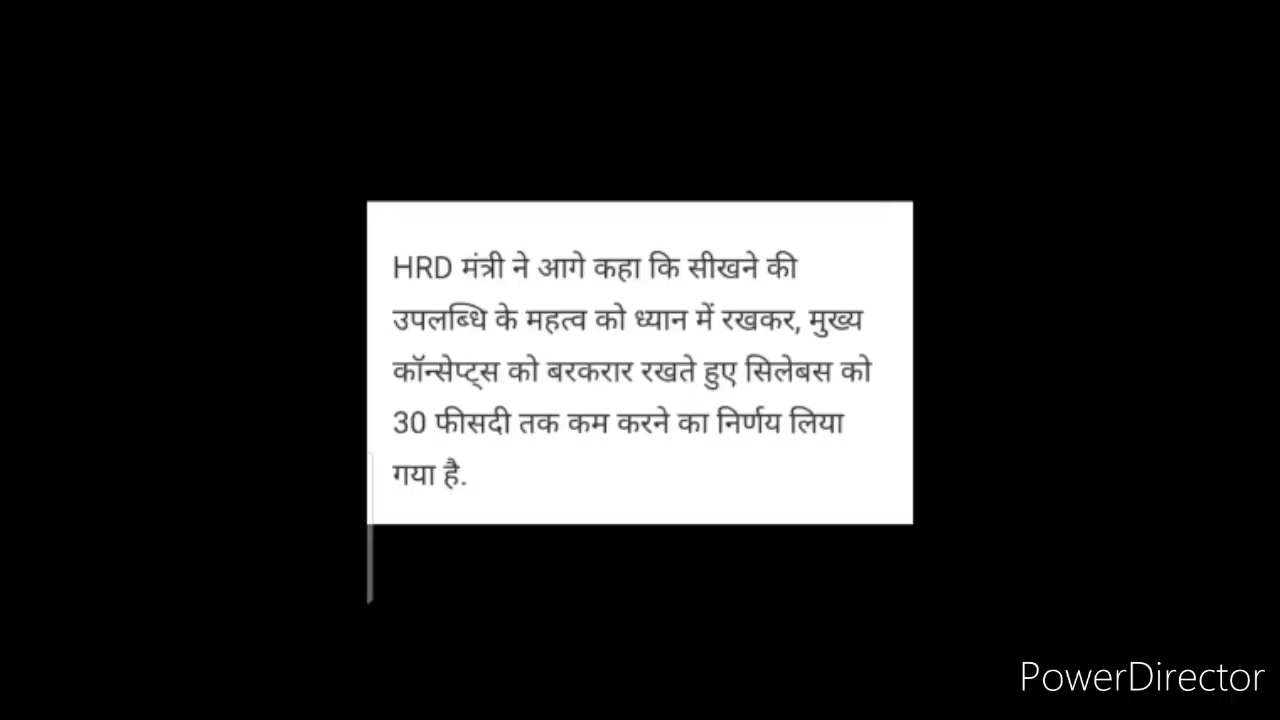 HRD मंत्री ने आगे कहा कि सीखने की
उपलब्धि के महत्व को ध्यान में रखकर, मुख्य
कॉन्सेप्ट्स को बरकरार रखते हुए सिलेबस को
30 फीसदी तक कम करने का निर्णय लिया
गया है.
PowerDirector